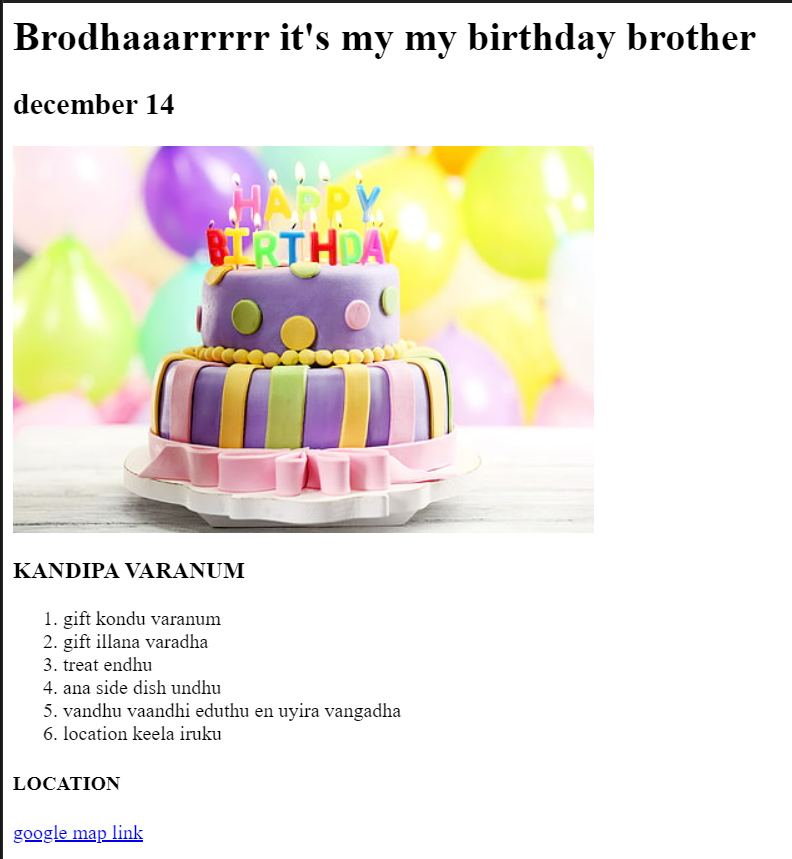 Brodhaaarrrrr it's my my birthday brother
december 14
HAPPY
BIRTHDAY
KANDIPA VARANUM
1. gift kondu varanum
2. gift illana varadha
3. treat endhu
4. ana side dish undhu
5. vandhu vaandhi eduthu en uyira vangadha
6. location keela iruku
LOCATION
google map link